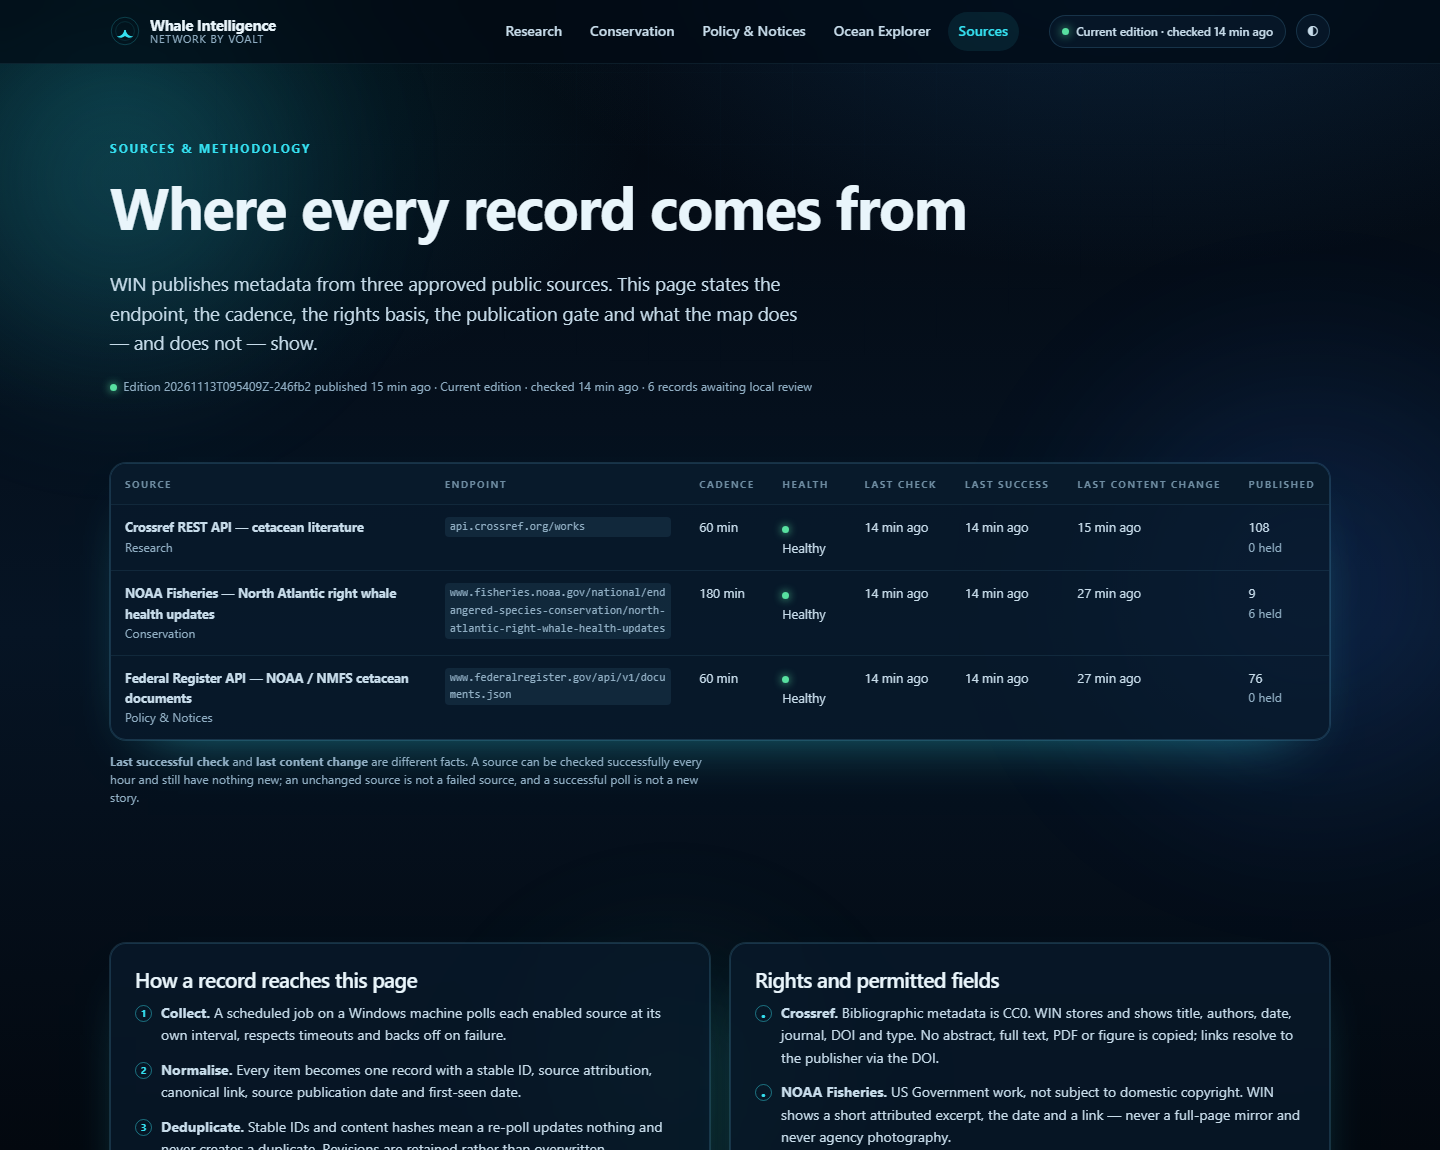 Whale Intelligence
NETWORK BY VOALT
Research
Conservation
Policy & Notices
Ocean Explorer
Sources
Current edition · checked 14 min ago
SOURCES & METHODOLOGY
Where every record comes from
WIN publishes metadata from three approved public sources. This page states the
endpoint, the cadence, the rights basis, the publication gate and what the map does
— and does not — show.
Edition 20261113T095409Z-246fb2 published 15 min ago · Current edition · checked 14 min ago · 6 records awaiting local review
SOURCE ENDPOINT CADENCE HEALTH LAST CHECK LAST SUCCESS LAST CONTENT CHANGE PUBLISHED
Crossref REST API — cetacean literature api.crossref.org/works 60 min 14 min ago 14 min ago 15 min ago 108
Research Healthy 0 held
NOAA Fisheries — North Atlantic right whale www.fisheries.noaa.gov/national/end 180 min 14 min ago 14 min ago 27 min ago 9
health updates angered-species-conservation/north- Healthy 6 held
Conservation atlantic-right-whale-health-updates
Federal Register API — NOAA / NMFS cetacean www.federalregister.gov/api/v1/docu 60 min 14 min ago 14 min ago 27 min ago 76
documents ments.json Healthy 0 held
Policy & Notices
Last successful check and last content change are different facts. A source can be checked successfully every
hour and still have nothing new; an unchanged source is not a failed source, and a successful poll is not a new
story.
How a record reaches this page
1 Collect. A scheduled job on a Windows machine polls each enabled source at its
own interval, respects timeouts and backs off on failure.
2 Normalise. Every item becomes one record with a stable ID, source attribution,
canonical link, source publication date and first-seen date.
3 Deduplicate. Stable IDs and content hashes mean a re-poll updates nothing and
never creates a duplicate. Revisions are retained rather than overwritten.
Rights and permitted fields
Crossref. Bibliographic metadata is CC0. WIN stores and shows title, authors, date,
journal, DOI and type. No abstract, full text, PDF or figure is copied; links resolve to
the publisher via the DOI.
NOAA Fisheries. US Government work, not subject to domestic copyright. WIN
shows a short attributed excerpt, the date and a link — never a full-page mirror and
never agency photography.